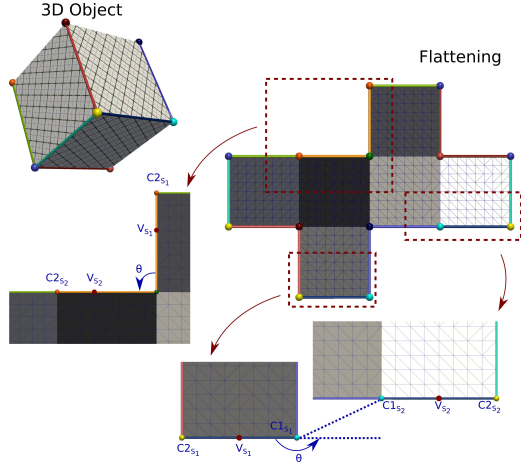 3D Object
Flattening
C2S1
VS1
θ
C2S2
VS2
C1S1
C2S1
VS1
θ
C1S2
VS2
C2S2